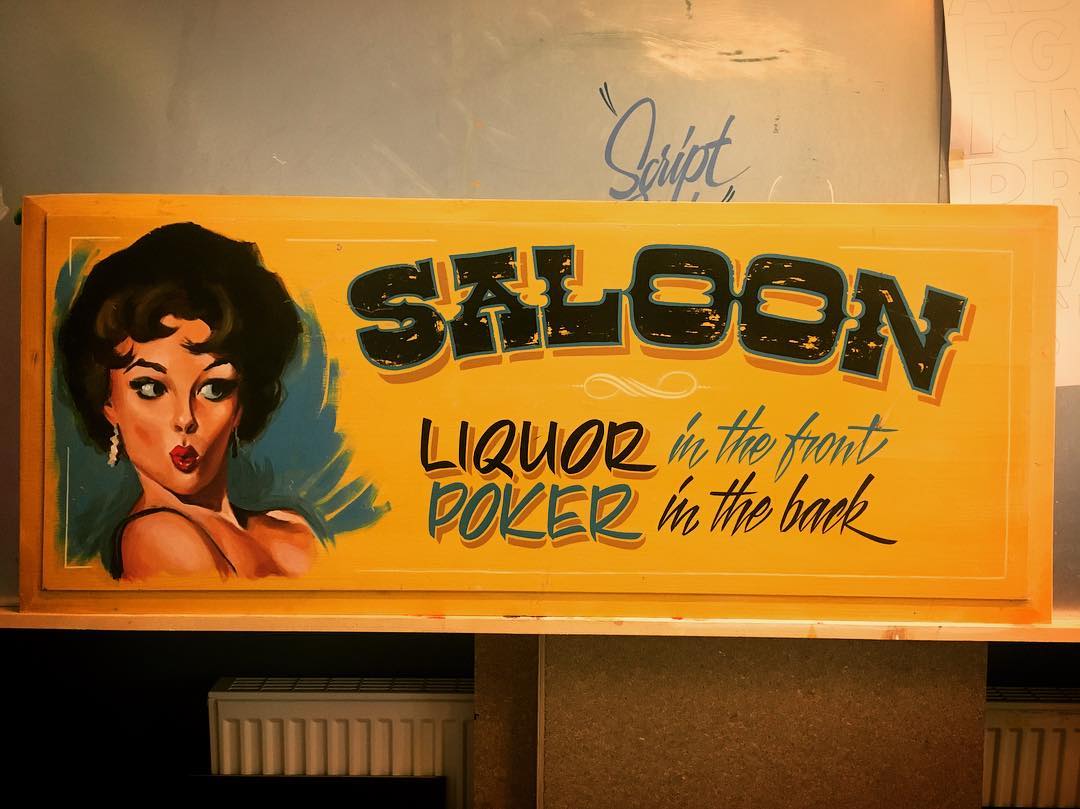 "Script
SALOON
LIQUOR in the front
POKER in the back